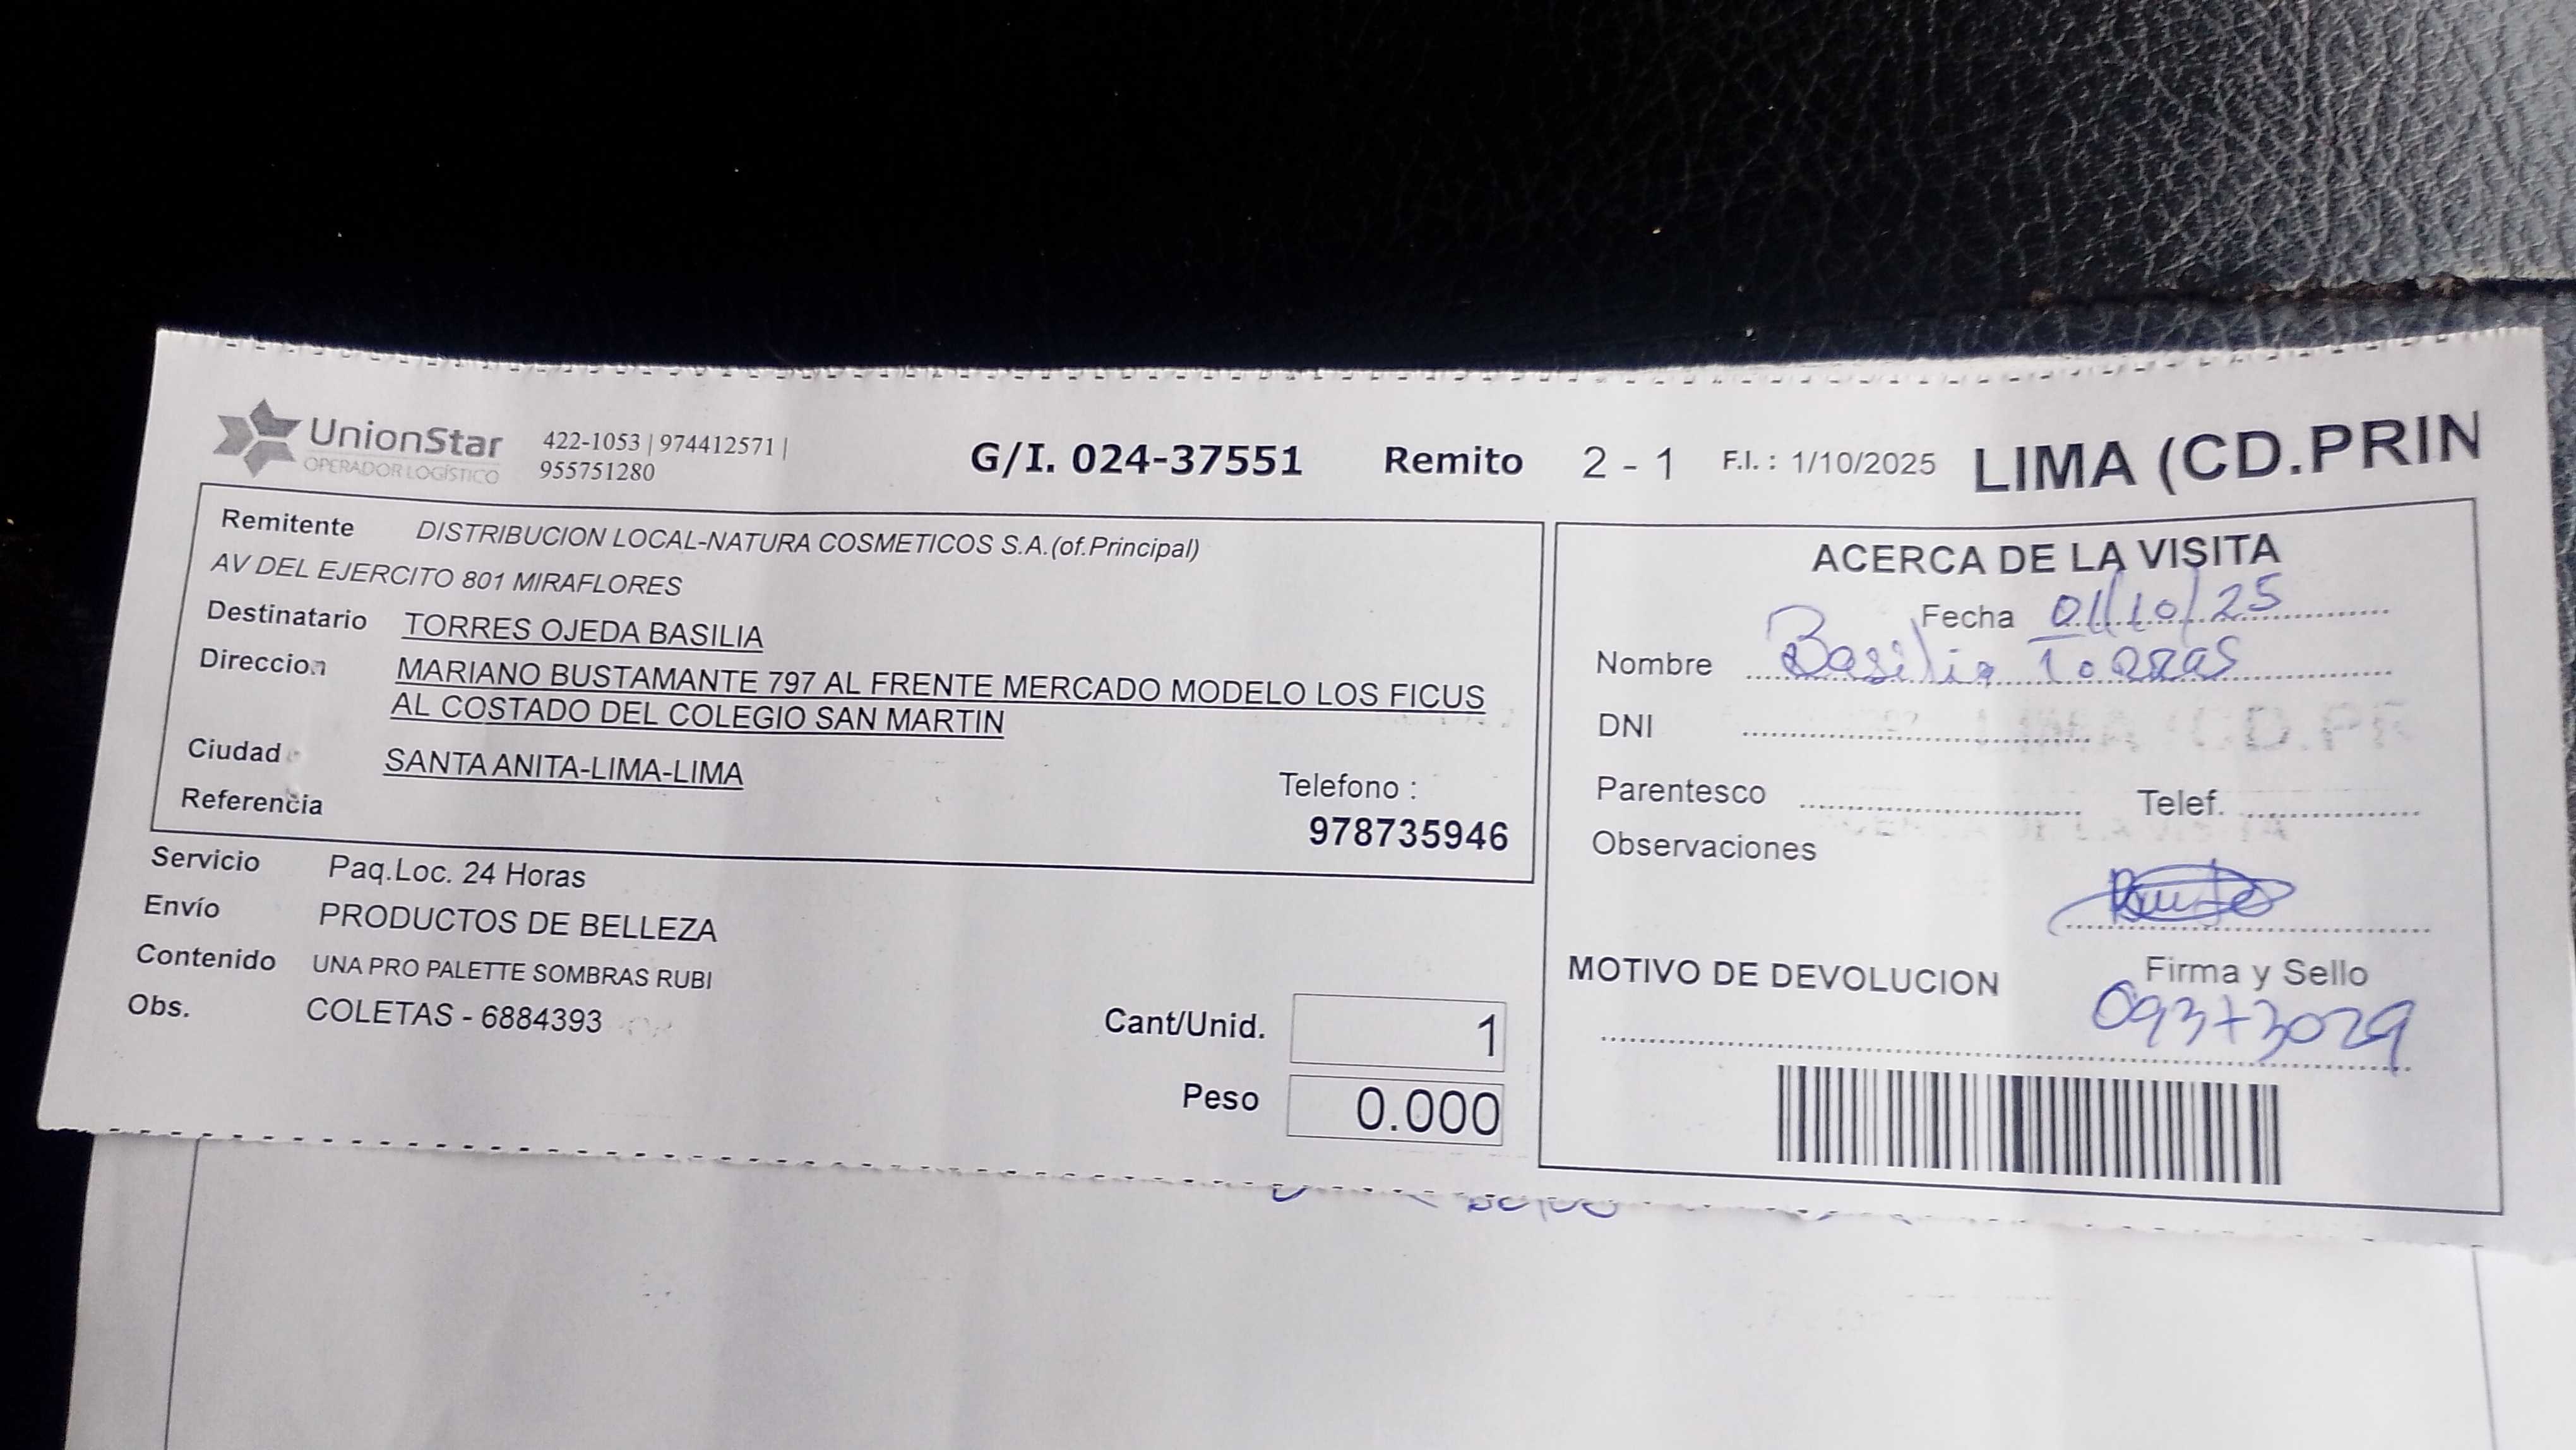 UnionStar
OPERADOR LOGÍSTICO
422-1053 | 974412571 |
955751280
G/I. 024-37551 Remito 2 - 1 F.I. : 1/10/2025 LIMA (CD.PRIN
Remitente DISTRIBUCION LOCAL-NATURA COSMETICOS S.A.(of.Principal)
AV DEL EJERCITO 801 MIRAFLORES
Destinatario TORRES OJEDA BASILIA
Direccion MARIANO BUSTAMANTE 797 AL FRENTE MERCADO MODELO LOS FICUS
AL COSTADO DEL COLEGIO SAN MARTIN
Ciudad SANTA ANITA-LIMA-LIMA
Telefono :
Referencia
978735946
Servicio Paq.Loc. 24 Horas
Envío PRODUCTOS DE BELLEZA
Contenido UNA PRO PALETTE SOMBRAS RUBI
Obs. COLETAS - 6884393
Cant/Unid. 1
Peso 0.000
ACERCA DE LA VISITA
Fecha 01/10/25
Nombre Basilia Torres
DNI
Parentesco Telef.
Observaciones
MOTIVO DE DEVOLUCION Firma y Sello
09373029